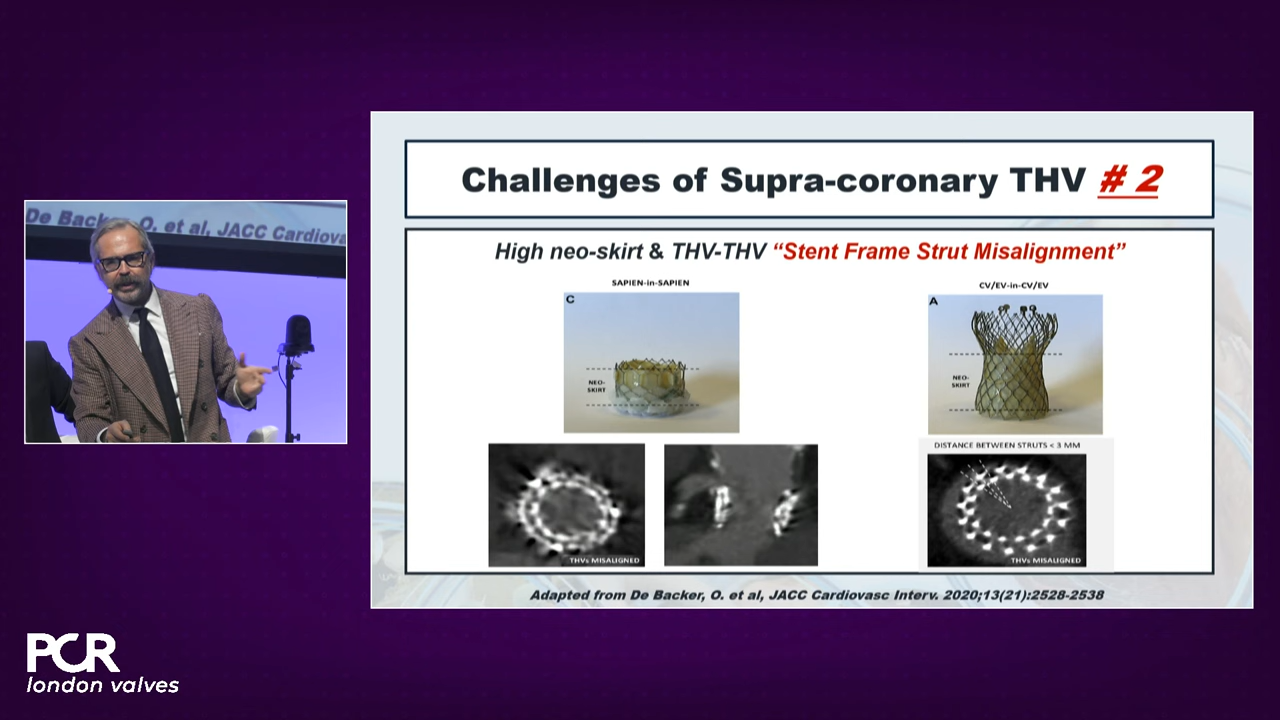 De Backer, O. et al, JACC Cardiova
PCR
london valves
Challenges of Supra-coronary THV # 2
High neo-skirt & THV-THV “Stent Frame Strut Misalignment”
SAPIEN-in-SAPIEN
C
NEO-
SKIRT
THVs MISALIGNED
CV/EV-in-CV/EV
A
NEO-
SKIRT
DISTANCE BETWEEN STRUTS < 3 MM
THVs MISALIGNED
Adapted from De Backer, O. et al, JACC Cardiovasc Interv. 2020;13(21):2528-2538